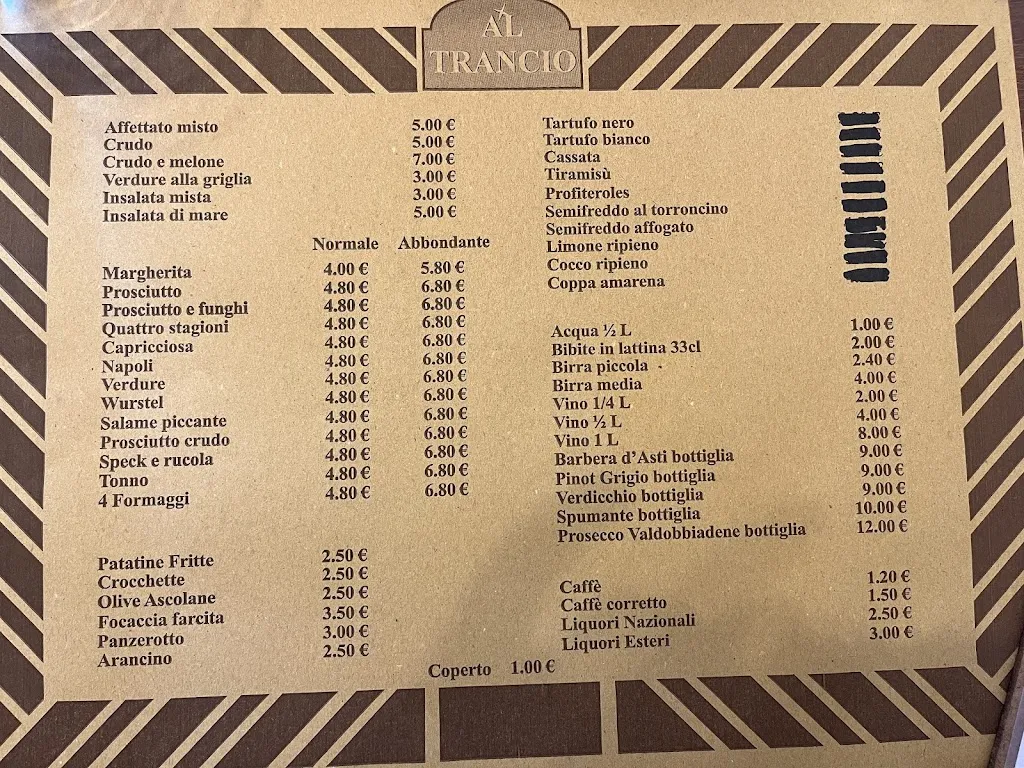 AL
TRANCIO
Affettato misto 5.00 €
Crudo 5.00 €
Crudo e melone 7.00 €
Verdure alla griglia 3.00 €
Insalata mista 3.00 €
Insalata di mare 5.00 €
Normale Abbondante
Margherita 4.00 € 5.80 €
Prosciutto 4.80 € 6.80 €
Prosciutto e funghi 4.80 € 6.80 €
Quattro stagioni 4.80 € 6.80 €
Capricciosa 4.80 € 6.80 €
Napoli 4.80 € 6.80 €
Verdure 4.80 € 6.80 €
Wurstel 4.80 € 6.80 €
Salame piccante 4.80 € 6.80 €
Prosciutto crudo 4.80 € 6.80 €
Speck e rucola 4.80 € 6.80 €
Tonno 4.80 € 6.80 €
4 Formaggi 4.80 € 6.80 €
Patatine Fritte 2.50 €
Crocchette 2.50 €
Olive Ascolane 2.50 €
Focaccia farcita 3.50 €
Panzerotto 3.00 €
Arancino 2.50 €
Tartufo nero
Tartufo bianco
Cassata
Tiramisù
Profiteroles
Semifreddo al torroncino
Semifreddo affogato
Limone ripieno
Cocco ripieno
Coppa amarena
Acqua ½ L 1.00 €
Bibite in lattina 33cl 2.00 €
Birra piccola 2.40 €
Birra media 4.00 €
Vino 1/4 L 2.00 €
Vino ½ L 4.00 €
Vino 1 L 8.00 €
Barbera d’Asti bottiglia 9.00 €
Pinot Grigio bottiglia 9.00 €
Verdicchio bottiglia 9.00 €
Spumante bottiglia 10.00 €
Prosecco Valdobbiadene bottiglia 12.00 €
Caffè 1.20 €
Caffè corretto 1.50 €
Liquori Nazionali 2.50 €
Liquori Esteri 3.00 €
Coperto 1.00 €